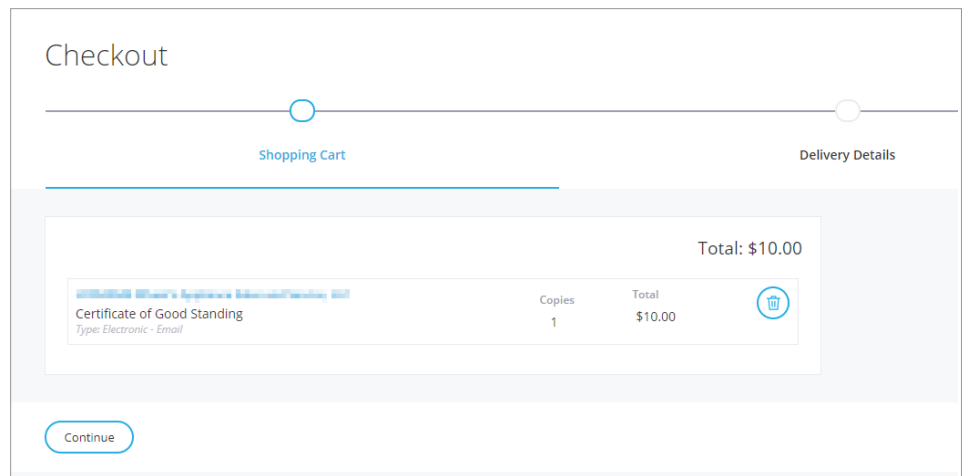 Checkout
Shopping Cart
Delivery Details
Total: $10.00
Certificate of Good Standing
Type: Electronic - Email
Copies
1
Total
$10.00
Continue